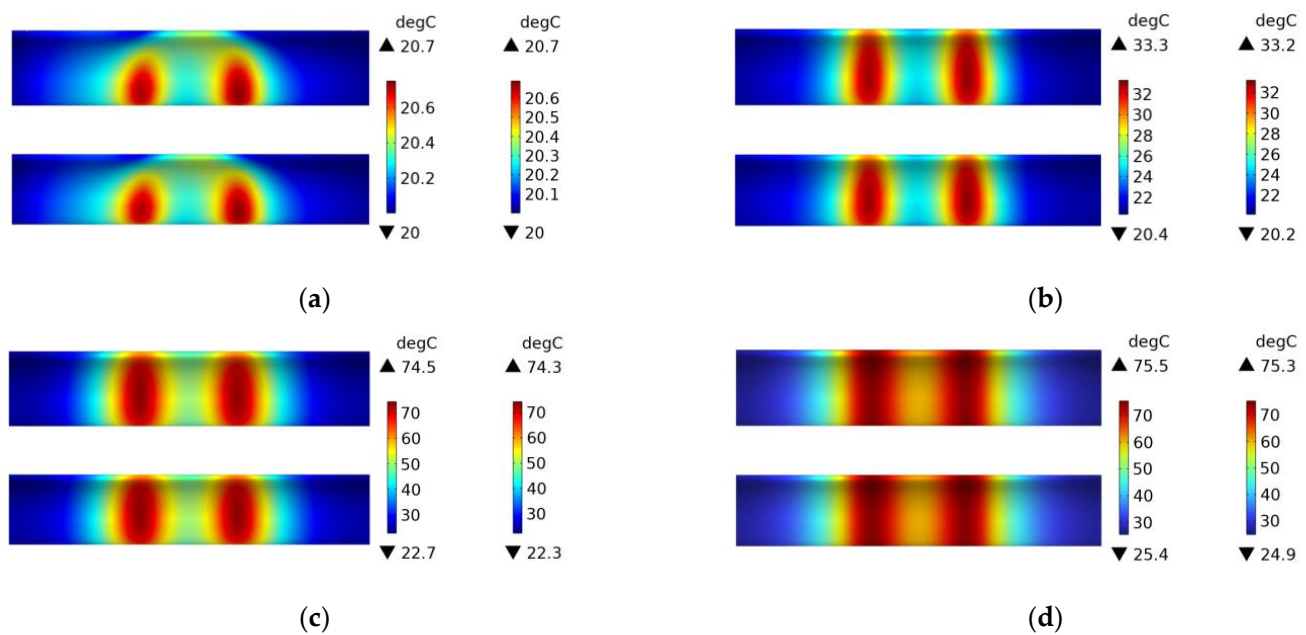 degC degC
▲ 20.7 ▲ 20.7
20.6 20.6
20.5
20.4 20.4
20.3
20.2 20.2
20.1
▼ 20 ▼ 20
(a)
degC degC
▲ 33.3 ▲ 33.2
32 32
30 30
28 28
26 26
24 24
22 22
▼ 20.4 ▼ 20.2
(b)
degC degC
▲ 74.5 ▲ 74.3
70 70
60 60
50 50
40 40
30 30
▼ 22.7 ▼ 22.3
(c)
degC degC
▲ 75.5 ▲ 75.3
70 70
60 60
50 50
40 40
30 30
▼ 25.4 ▼ 24.9
(d)